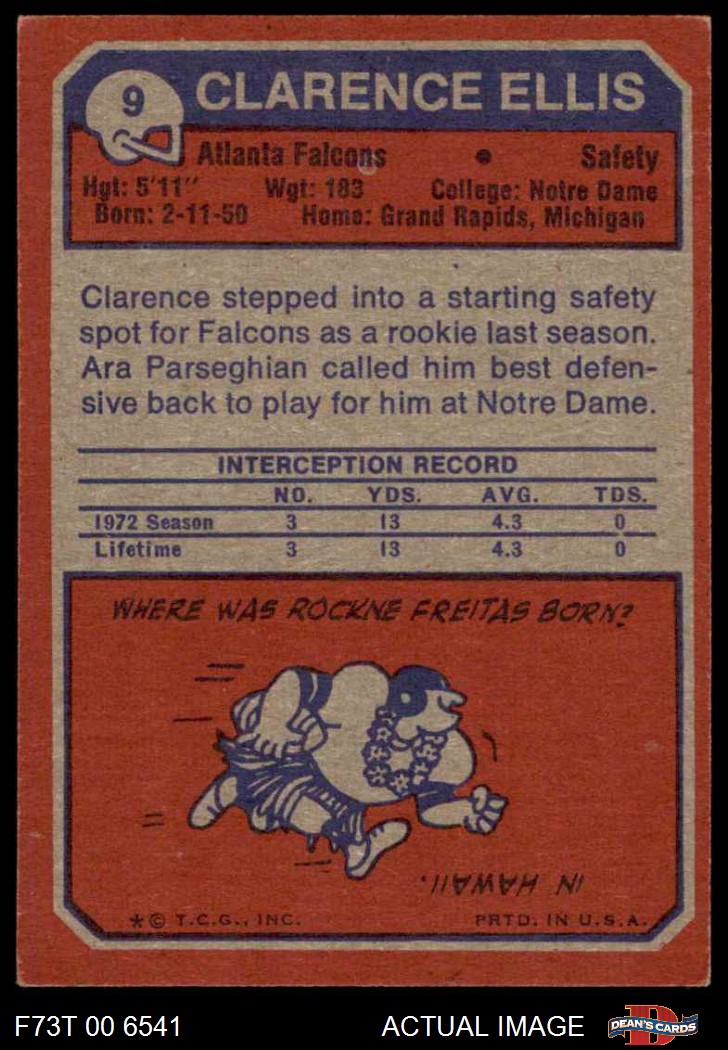 9 CLARENCE ELLIS
Atlanta Falcons • Safety
Hgt: 5'11" Wgt: 183 College: Notre Dame
Born: 2-11-50 Home: Grand Rapids, Michigan
Clarence stepped into a starting safety
spot for Falcons as a rookie last season.
Ara Parseghian called him best defen-
sive back to play for him at Notre Dame.
INTERCEPTION RECORD
NO. YDS. AVG. TDS.
1972 Season 3 13 4.3 0
Lifetime 3 13 4.3 0
WHERE WAS ROCKNE FREITAS BORN?
IN HAWAII.
*© T.C.G., INC. PRTD. IN U.S.A.
F73T 00 6541 ACTUAL IMAGE D DEAN'S CARDS